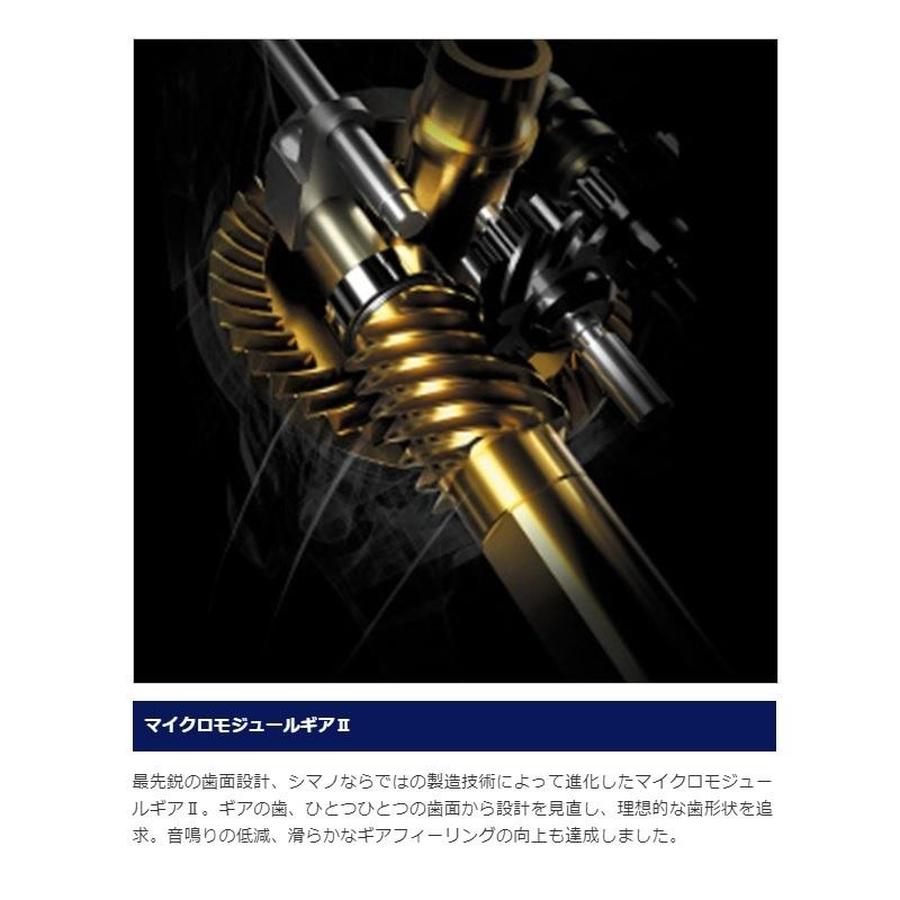 マイクロモジュールギアⅡ
最先鋭の歯面設計、シマノならではの製造技術によって進化したマイクロモジュー
ルギアⅡ。ギアの歯、ひとつひとつの歯面から設計を見直し、理想的な歯形状を追
求。音鳴りの低減、滑らかなギアフィーリングの向上も達成しました。